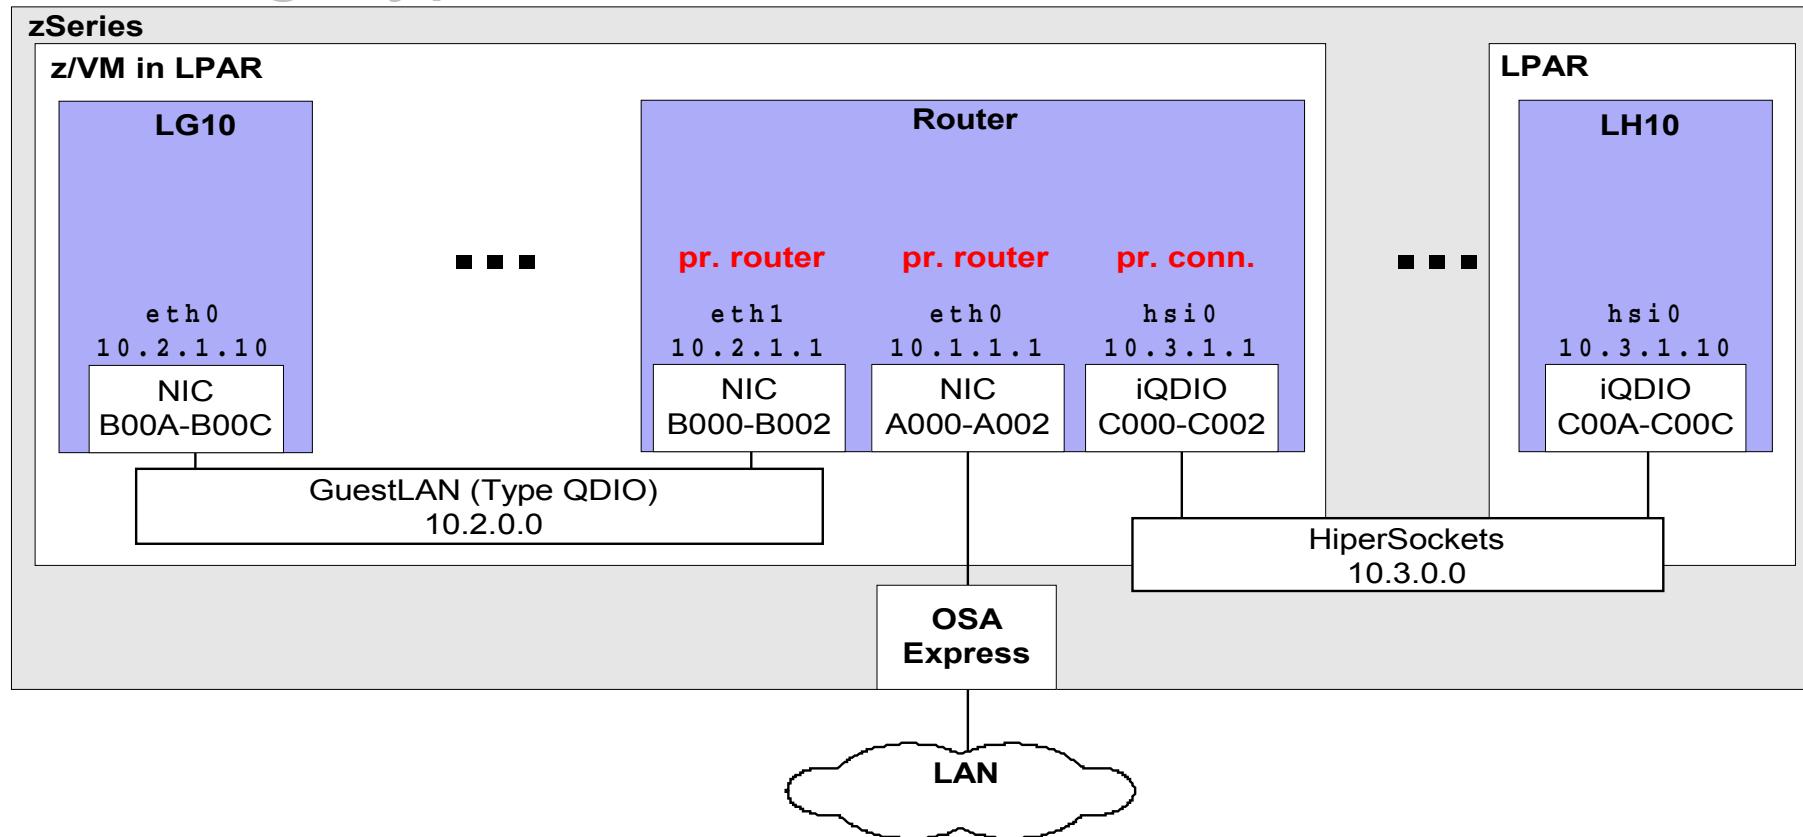 zSeries
z/VM in LPAR
LPAR
LG10
Router
LH10
pr. router
pr. router
pr. conn.
eth0
10.2.1.10
eth1
10.2.1.1
eth0
10.1.1.1
hsi0
10.3.1.1
hsi0
10.3.1.10
NIC
B00A-B00C
NIC
B000-B002
NIC
A000-A002
iQDIO
C000-C002
iQDIO
C00A-C00C
GuestLAN (Type QDIO)
10.2.0.0
HiperSockets
10.3.0.0
OSA
Express
LAN